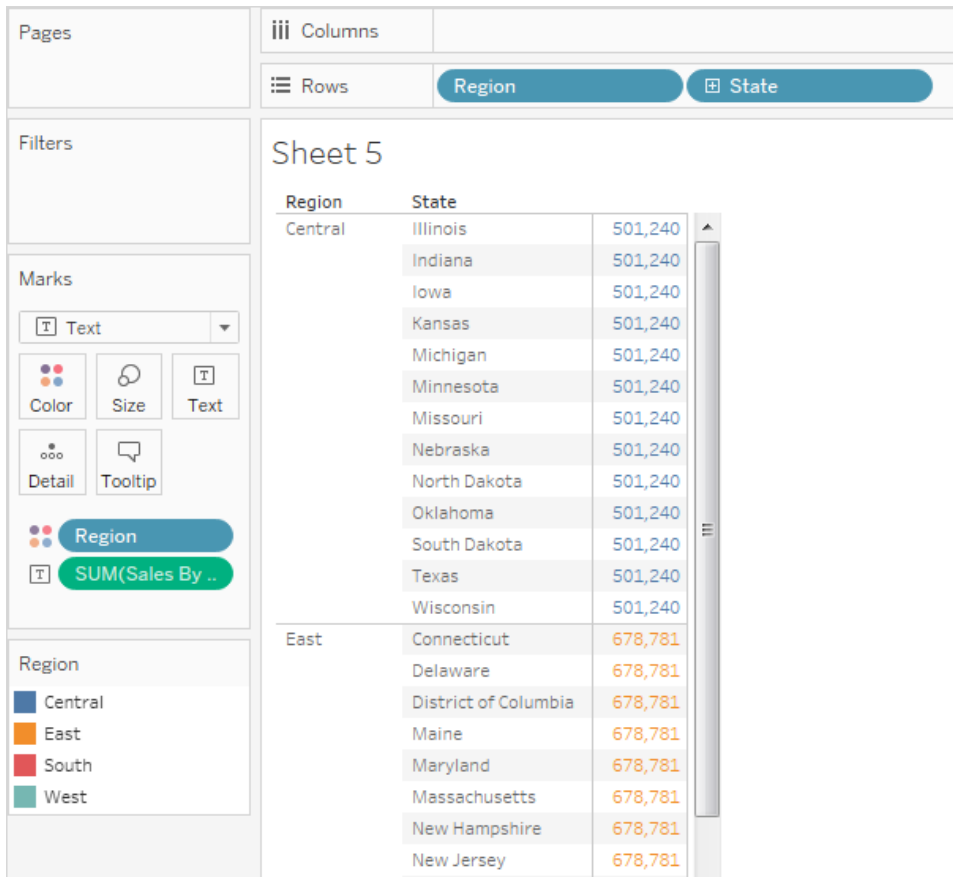 Pages
Columns
Rows Region State
Filters
Sheet 5
Region State
Central Illinois 501,240
Indiana 501,240
Iowa 501,240
Kansas 501,240
Michigan 501,240
Minnesota 501,240
Missouri 501,240
Nebraska 501,240
North Dakota 501,240
Oklahoma 501,240
South Dakota 501,240
Texas 501,240
Wisconsin 501,240
East Connecticut 678,781
Delaware 678,781
District of Columbia 678,781
Maine 678,781
Maryland 678,781
Massachusetts 678,781
New Hampshire 678,781
New Jersey 678,781
Marks
T Text
Color Size T Text
Detail Tooltip
Region
T SUM(Sales By ..
Region
Central
East
South
West